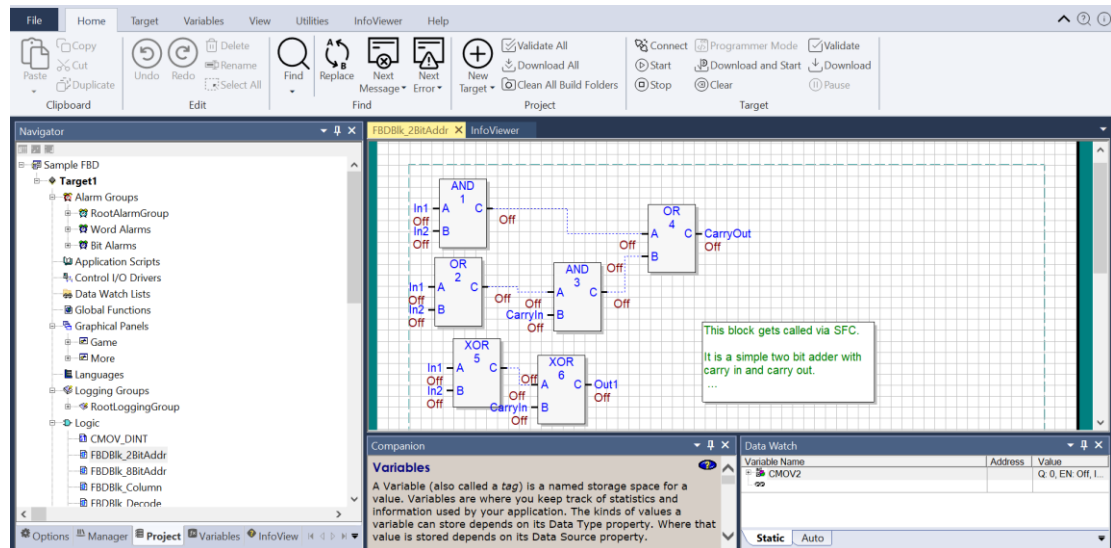 File Home Target Variables View Utilities InfoViewer Help
Paste Copy Cut Duplicate
Clipboard
Undo Redo Delete Rename Select All
Edit
Find Replace Next Message Next Error
Find
New Target Validate All Download All Clean All Build Folders
Project
Connect Programmer Mode Validate
Start Download and Start Download
Stop Clear Pause
Target
Navigator
Sample FBD
Target1
Alarm Groups
RootAlarmGroup
Word Alarms
Bit Alarms
Application Scripts
Control I/O Drivers
Data Watch Lists
Global Functions
Graphical Panels
Game
More
Languages
Logging Groups
RootLoggingGroup
Logic
CMOV_DINT
FBDBlk_2BitAddr
FBDBlk_8BitAddr
FBDBlk_Column
FBDBlk_Decode
Options Manager Project Variables InfoView
FBDBlk_2BitAddr InfoViewer
AND
1
In1 A C
Off Off
In2 B
Off
OR
4
A C CarryOut
Off Off
B
Off
OR
2
In1 A C
Off Off
In2 B
Off
AND
3
A C
Off
CarryIn B
Off
XOR
5
In1 A C
Off Off
In2 B
Off
XOR
6
A C Out1
Off Off
CarryIn B
Off
This block gets called via SFC.
It is a simple two bit adder with
carry in and carry out.
...
Companion
Variables
A Variable (also called a tag) is a named storage space for a
value. Variables are where you keep track of statistics and
information used by your application. The kinds of values a
variable can store depends on its Data Type property. Where that
value is stored depends on its Data Source property.
Data Watch
Variable Name Address Value
CMOV2 Q: 0, EN: Off, I...
Static Auto